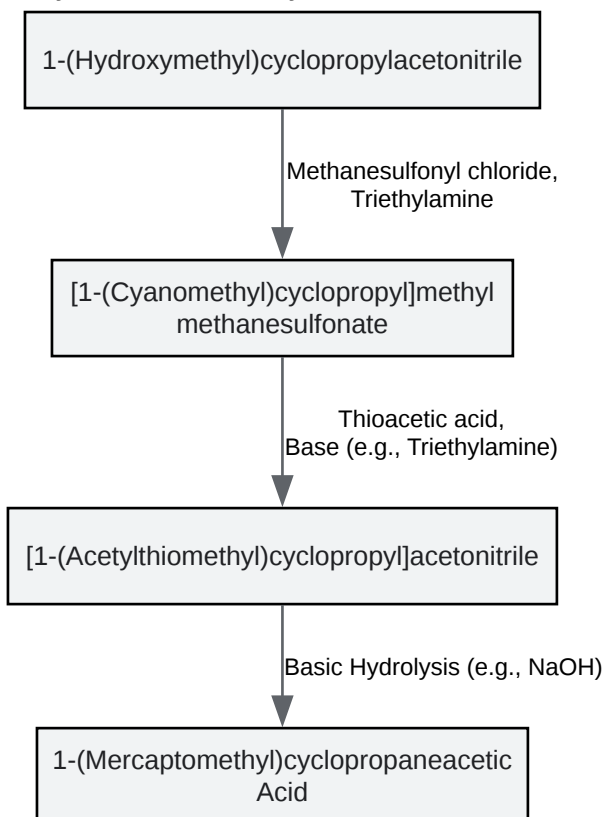 1-(Hydroxymethyl)cyclopropylacetonitrile
Methanesulfonyl chloride,
Triethylamine
[1-(Cyanomethyl)cyclopropyl]methyl
methanesulfonate
Thioacetic acid,
Base (e.g., Triethylamine)
[1-(Acetylthiomethyl)cyclopropyl]acetonitrile
Basic Hydrolysis (e.g., NaOH)
1-(Mercaptomethyl)cyclopropaneacetic
Acid